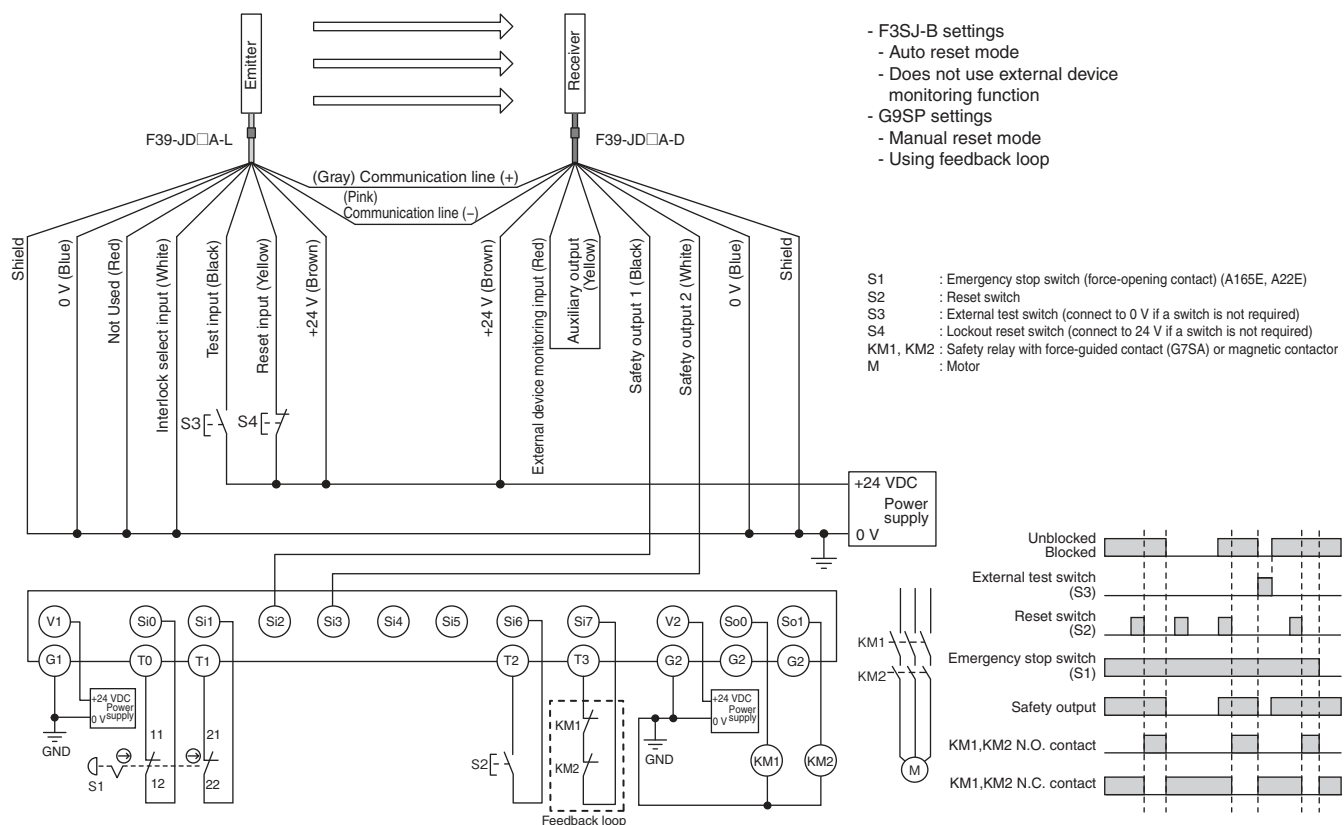 Emitter
Receiver
F39-JD□A-L
F39-JD□A-D
(Gray) Communication line (+)
(Pink)
Communication line (−)
- F3SJ-B settings
- Auto reset mode
- Does not use external device
monitoring function
- G9SP settings
- Manual reset mode
- Using feedback loop
Shield
0 V (Blue)
Not Used (Red)
Interlock select input (White)
Test input (Black)
Reset input (Yellow)
+24 V (Brown)
+24 V (Brown)
External device monitoring input (Red)
Auxiliary output
(Yellow)
Safety output 1 (Black)
Safety output 2 (White)
0 V (Blue)
Shield
S1 : Emergency stop switch (force-opening contact) (A165E, A22E)
S2 : Reset switch
S3 : External test switch (connect to 0 V if a switch is not required)
S4 : Lockout reset switch (connect to 24 V if a switch is not required)
KM1, KM2 : Safety relay with force-guided contact (G7SA) or magnetic contactor
M : Motor
S3
S4
+24 VDC
Power
supply
0 V
V1
Si0
Si1
Si2
Si3
Si4
Si5
Si6
Si7
V2
So0
So1
G1
T0
T1
T2
T3
G2
G2
G2
+24 VDC
Power
0 V supply
GND
11
21
12
22
S1
S2
KM1
KM2
Feedback loop
+24 VDC
Power
0 V supply
GND
KM1
KM2
KM1
KM2
M
Unblocked
Blocked
External test switch
(S3)
Reset switch
(S2)
Emergency stop switch
(S1)
Safety output
KM1,KM2 N.O. contact
KM1,KM2 N.C. contact